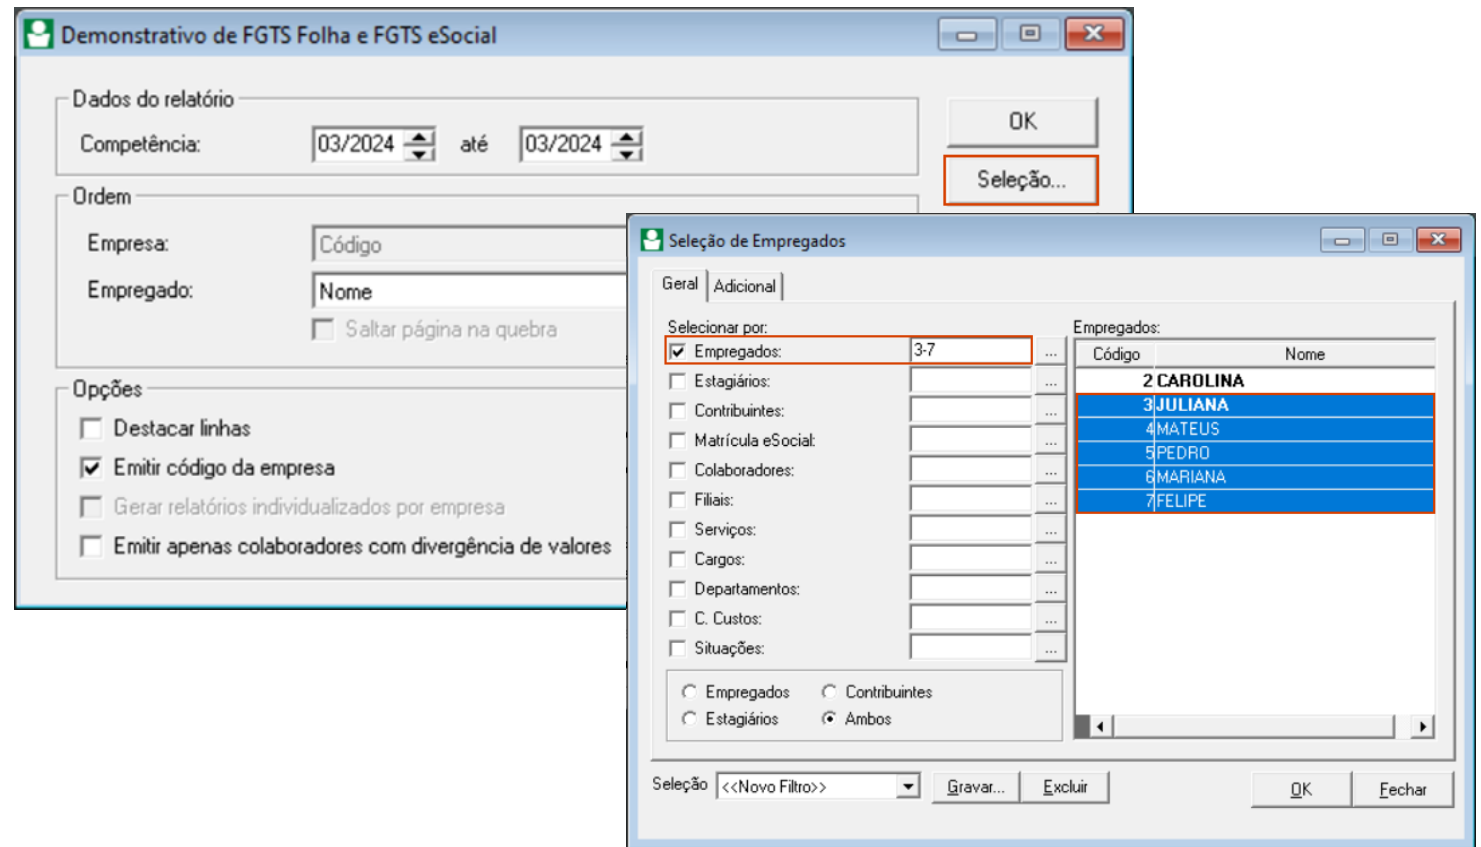 Demonstrativo de FGTS Folha e FGTS eSocial
Dados do relatório
Competência: 03/2024 até 03/2024
OK
Seleção...
Ordem
Empresa: Código
Empregado: Nome
Saltar página na quebra
Opções
Destacar linhas
Emitir código da empresa
Gerar relatórios individualizados por empresa
Emitir apenas colaboradores com divergência de valores
Seleção de Empregados
Geral Adicional
Selecionar por:
Empregados: 3-7 ...
Estagiários: ...
Contribuintes: ...
Matrícula eSocial: ...
Colaboradores: ...
Filiais: ...
Serviços: ...
Cargos: ...
Departamentos: ...
C. Custos: ...
Situações: ...
Empregados Contribuintes
Estagiários Ambos
Empregados:
Código Nome
2 CAROLINA
3 JULIANA
4 MATEUS
5 PEDRO
6 MARIANA
7 FELIPE
Seleção <<Novo Filtro>> Gravar... Excluir OK Fechar